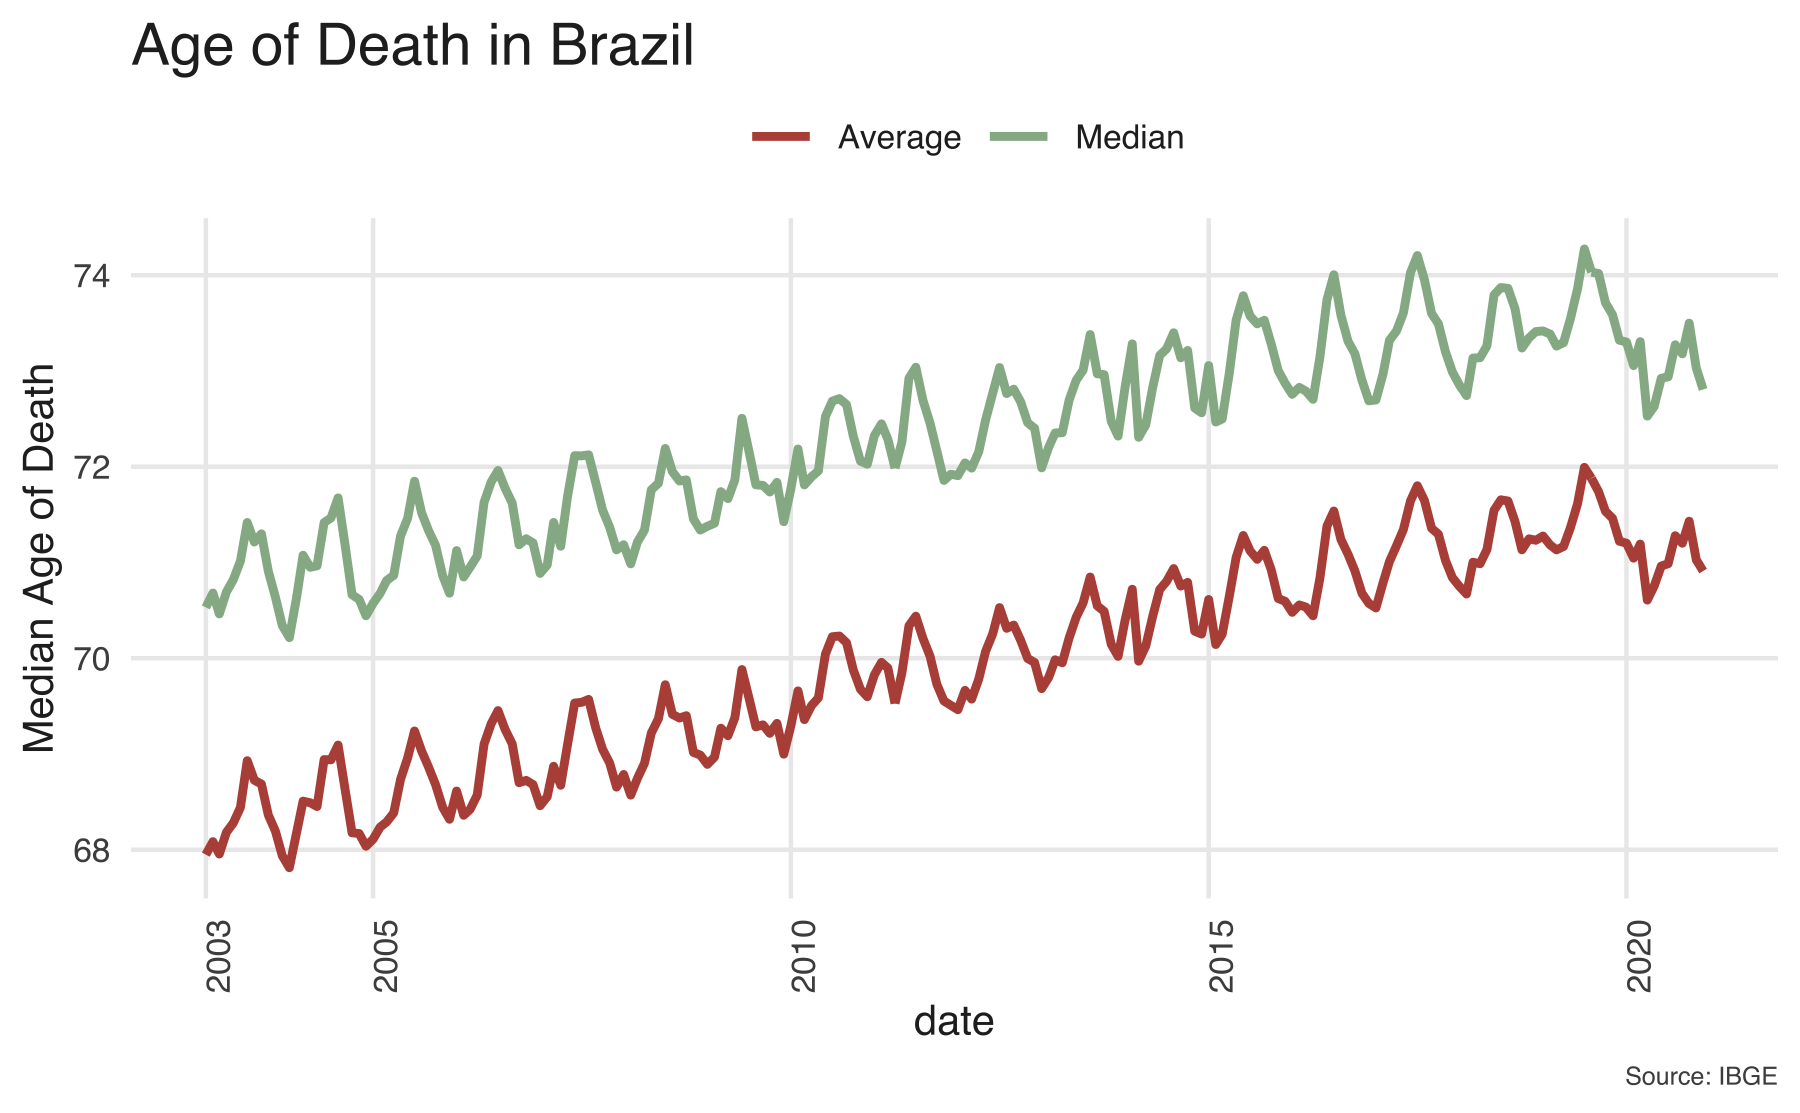 Age of Death in Brazil
Average
Median
Median Age of Death
74
72
70
68
2003
2005
2010
2015
2020
date
Source: IBGE